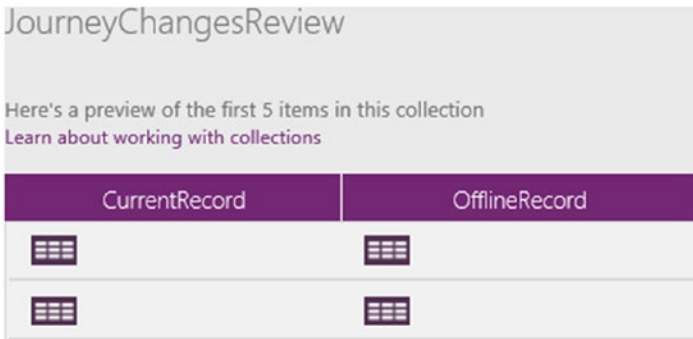 JourneyChangesReview
Here's a preview of the first 5 items in this collection
Learn about working with collections
CurrentRecord OfflineRecord